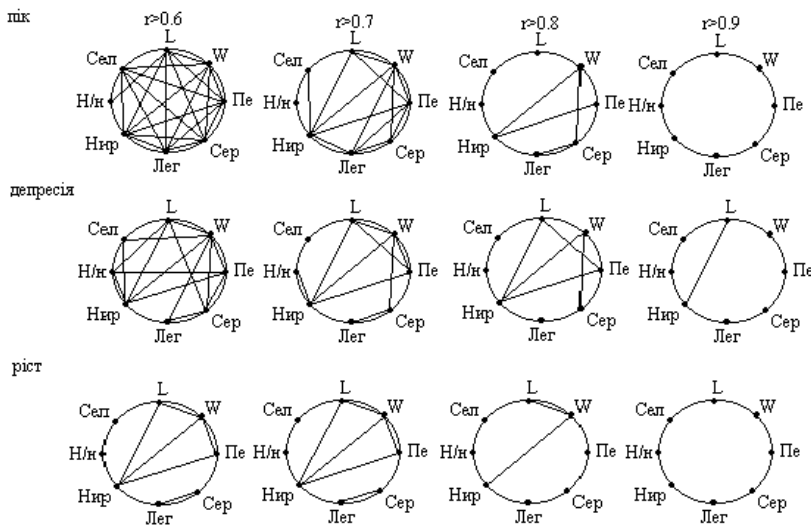 пік
r>0.6 r>0.7 r>0.8 r>0.9
L L L L
Сел W Сел W Сел W Сел W
Н/н Пе Н/н Пе Н/н Пе Н/н Пе
Нир Сер Нир Сер Нир Сер Нир Сер
Лег Лег Лег Лег
депресія
L L L L
Сел W Сел W Сел W Сел W
Н/н Пе Н/н Пе Н/н Пе Н/н Пе
Нир Сер Нир Сер Нир Сер Нир Сер
Лег Лег Лег Лег
ріст
L L L L
Сел W Сел W Сел W Сел W
Н/н Пе Н/н Пе Н/н Пе Н/н Пе
Нир Сер Нир Сер Нир Сер Нир Сер
Лег Лег Лег Лег